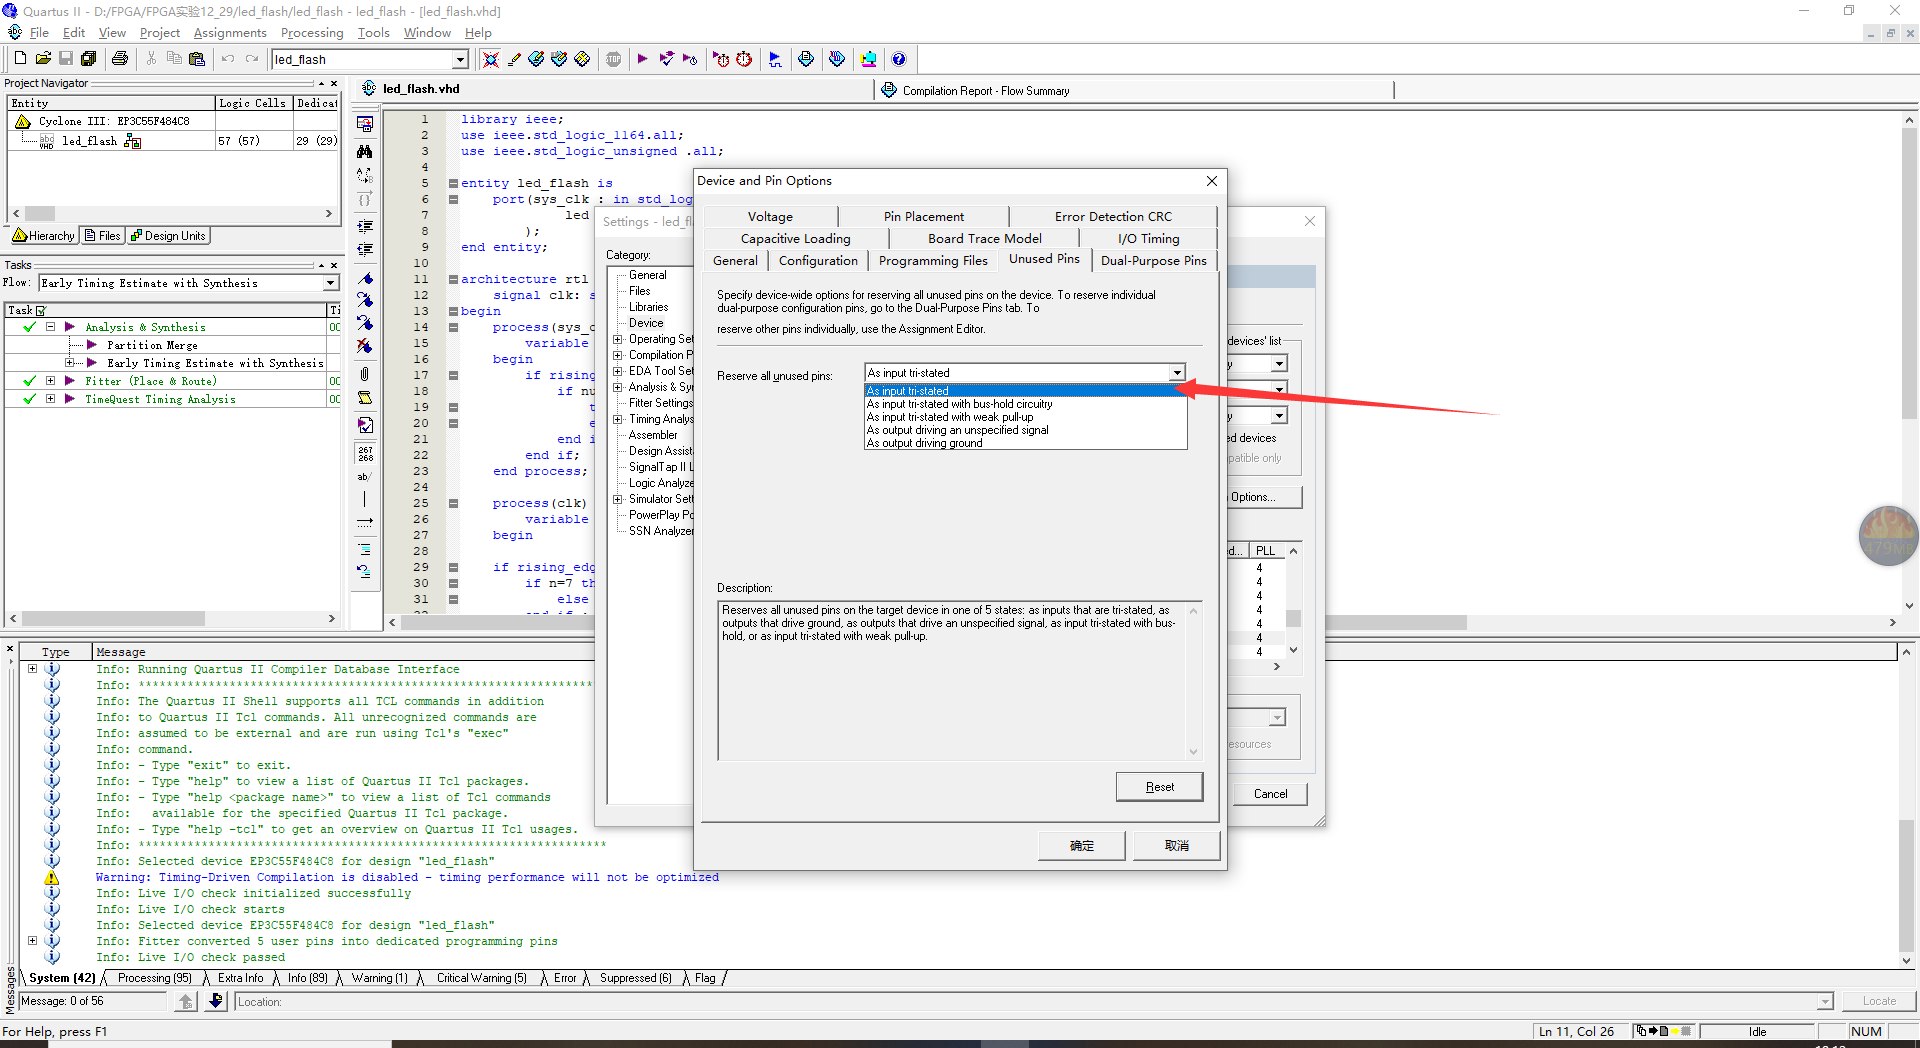 Quartus II - D:/FPGA/FPGA实验12_29/led_flash/led_flash - led_flash - [led_flash.vhd]
File Edit View Project Assignments Processing Tools Window Help
led_flash
STOP
Project Navigator
Entity Logic Cells Dedicat
Cyclone III: EP3C55F484C8
led_flash 57 (57) 29 (29)
Hierarchy Files Design Units
Tasks
Flow: Early Timing Estimate with Synthesis
Task Ti
Analysis & Synthesis 00
Partition Merge
Early Timing Estimate with Synthesis
Fitter (Place & Route) 00
TimeQuest Timing Analysis 00
led_flash.vhd
Compilation Report - Flow Summary
267
268
ab/
1 library ieee;
2 use ieee.std_logic_1164.all;
3 use ieee.std_logic_unsigned .all;
4
5 entity led_flash is
6 port(sys_clk : in std_log
7 led
8 );
9 end entity;
10
11 architecture rtl
12 signal clk: s
13 begin
14 process(sys_c
15 variable
16 begin
17 if rising
18 if nu
19 t
20 e
21 end i
22 end if;
23 end process;
24
25 process(clk)
26 variable
27 begin
28
29 if rising_edg
30 if n=7 th
31 else
Settings - led_fl
Category:
General
Files
Libraries
Device
Operating Set
Compilation P
EDA Tool Set
Analysis & Syn
Fitter Settings
Timing Analys
Assembler
Design Assist
SignalTap II L
Logic Analyze
Simulator Sett
PowerPlay Po
SSN Analyzer
devices' list
y
y
ed devices
patible only
Options...
ed... PLL
4
4
4
4
4
4
4
esources
Cancel
Device and Pin Options
Voltage Pin Placement Error Detection CRC
Capacitive Loading Board Trace Model I/O Timing
General Configuration Programming Files Unused Pins Dual-Purpose Pins
Specify device-wide options for reserving all unused pins on the device. To reserve individual
dual-purpose configuration pins, go to the Dual-Purpose Pins tab. To
reserve other pins individually, use the Assignment Editor.
Reserve all unused pins: As input tri-stated
As input tri-stated
As input tri-stated with bus-hold circuitry
As input tri-stated with weak pull-up
As output driving an unspecified signal
As output driving ground
Description:
Reserves all unused pins on the target device in one of 5 states: as inputs that are tri-stated, as
outputs that drive ground, as outputs that drive an unspecified signal, as input tri-stated with bus-
hold, or as input tri-stated with weak pull-up.
Reset
确定 取消
479M
Type Message
Info: Running Quartus II Compiler Database Interface
Info: *****************************************************************
Info: The Quartus II Shell supports all TCL commands in addition
Info: to Quartus II Tcl commands. All unrecognized commands are
Info: assumed to be external and are run using Tcl's "exec"
Info: command.
Info: - Type "exit" to exit.
Info: - Type "help" to view a list of Quartus II Tcl packages.
Info: - Type "help <package name>" to view a list of Tcl commands
Info: available for the specified Quartus II Tcl package.
Info: - Type "help -tcl" to get an overview on Quartus II Tcl usages.
Info: *******************************************************************
Info: Selected device EP3C55F484C8 for design "led_flash"
Warning: Timing-Driven Compilation is disabled - timing performance will not be optimized
Info: Live I/O check initialized successfully
Info: Live I/O check starts
Info: Selected device EP3C55F484C8 for design "led_flash"
Info: Fitter converted 5 user pins into dedicated programming pins
Info: Live I/O check passed
System (42) Processing (95) Extra Info Info (89) Warning (1) Critical Warning (5) Error Suppressed (6) Flag
Messages
Message: 0 of 56 Location: Locate
For Help, press F1 Ln 11, Col 26 Idle NUM